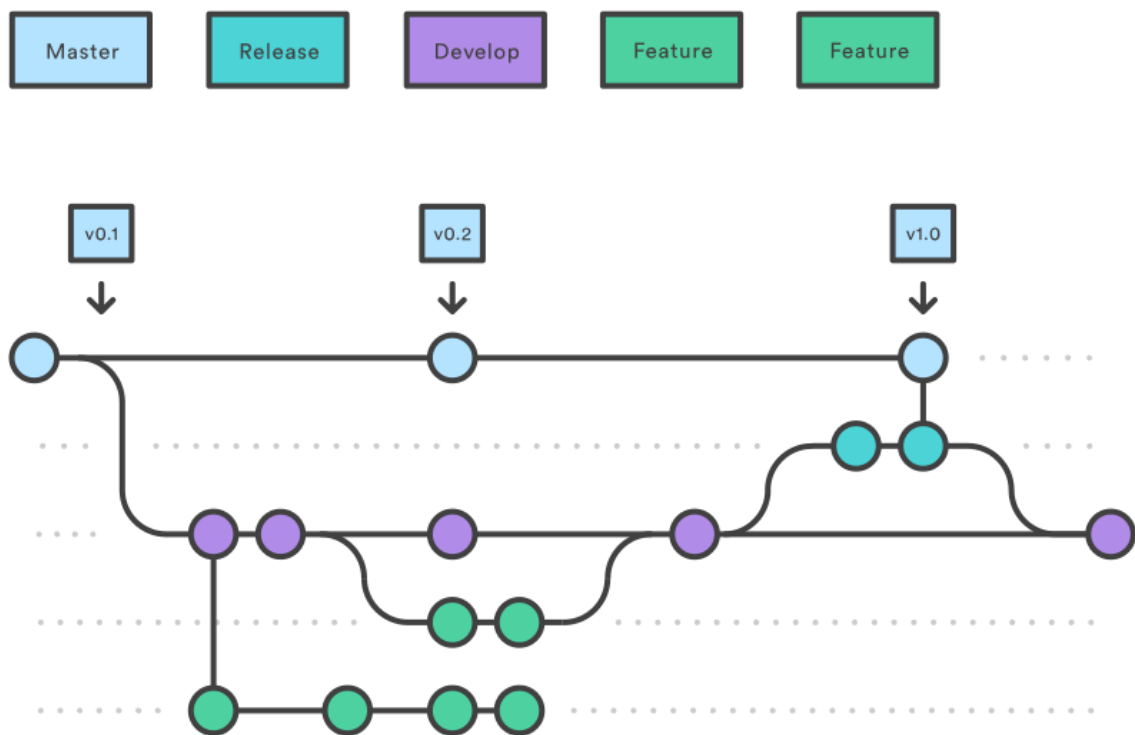 Master
Release
Develop
Feature
Feature
v0.1
v0.2
v1.0